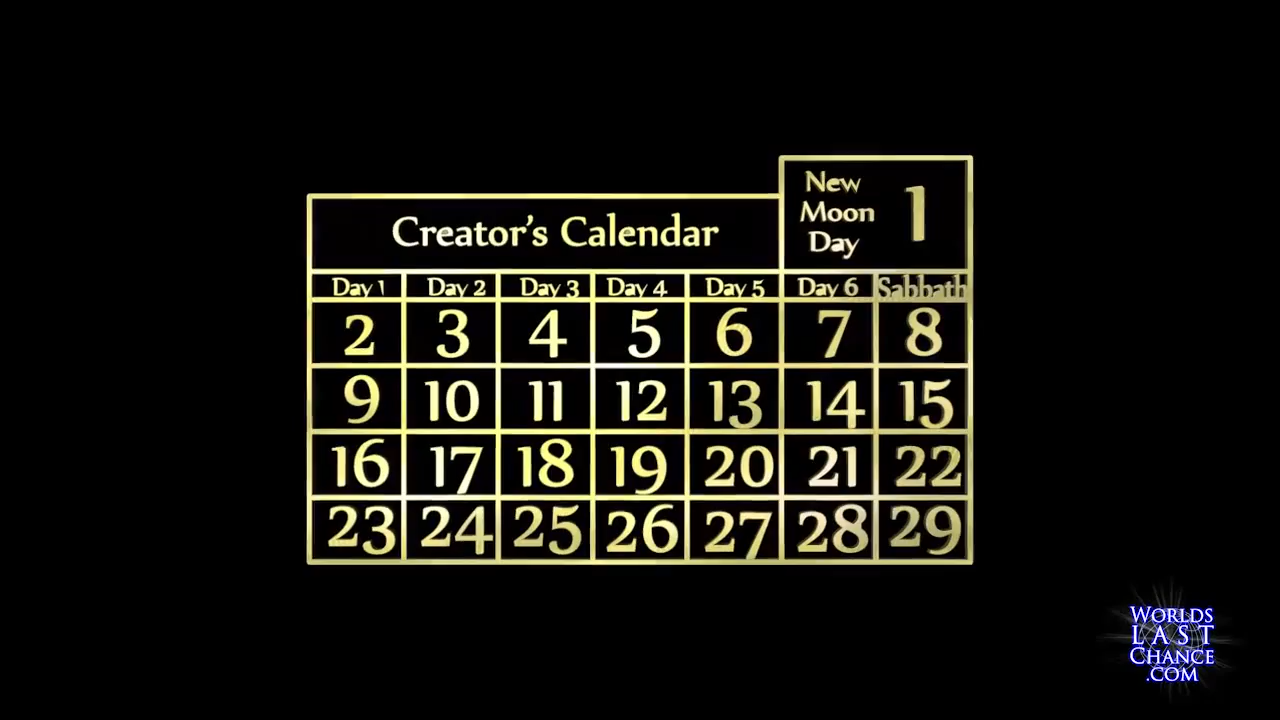 New
Moon
Day
1
Creator's Calendar
Day 1 Day 2 Day 3 Day 4 Day 5 Day 6 Sabbath
2 3 4 5 6 7 8
9 10 11 12 13 14 15
16 17 18 19 20 21 22
23 24 25 26 27 28 29
WORLDS
LAST
CHANCE
.COM